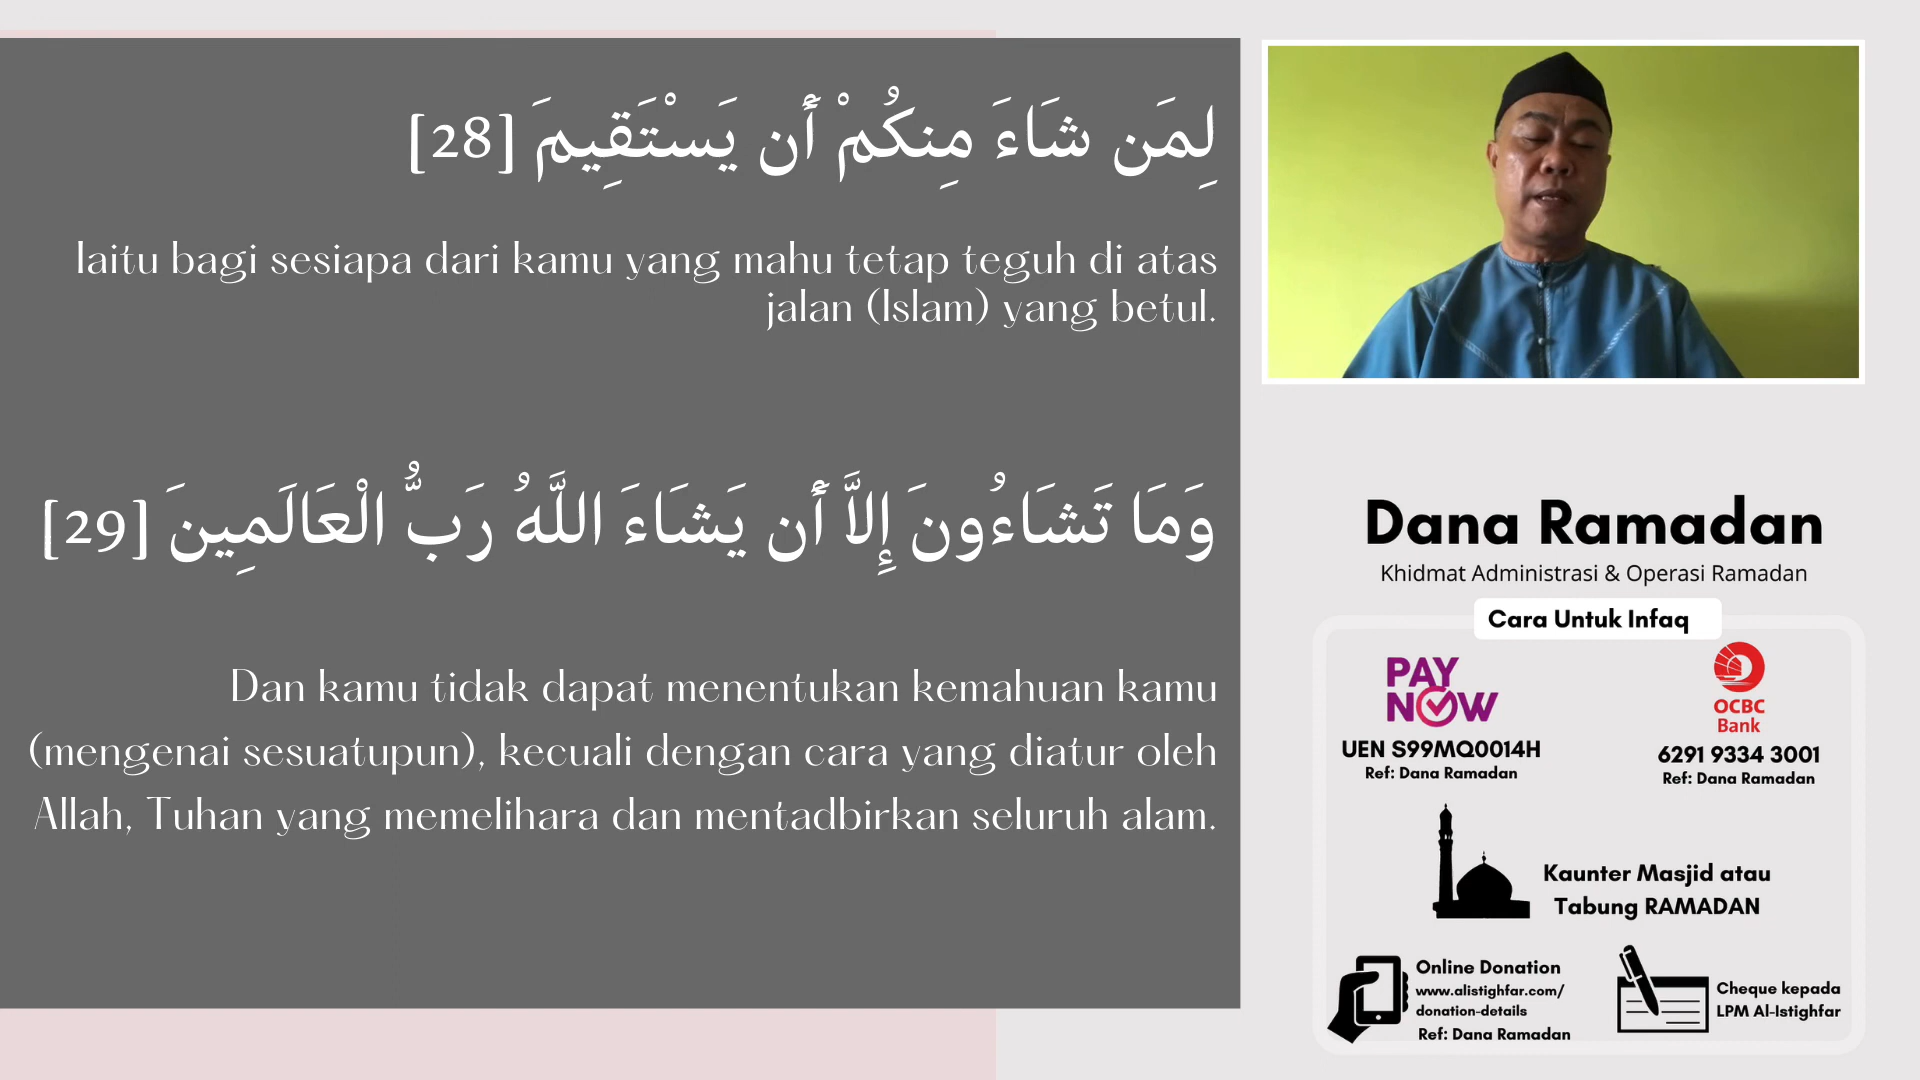 لِمَن شَاءَ مِنكُمْ أَن يَسْتَقِيمَ [28]
Iaitu bagi sesiapa dari kamu yang mahu tetap teguh di atas
jalan (Islam) yang betul.
وَمَا تَشَاءُونَ إِلاَّ أَن يَشَاءَ اللَّهُ رَبُّ الْعَالَمِينَ [29]
Dan kamu tidak dapat menentukan kemahuan kamu
(mengenai sesuatupun), kecuali dengan cara yang diatur oleh
Allah, Tuhan yang memelihara dan mentadbirkan seluruh alam.
Dana Ramadan
Khidmat Administrasi & Operasi Ramadan
Cara Untuk Infaq
PAY
NOW
UEN S99MQ0014H
Ref: Dana Ramadan
OCBC
Bank
6291 9334 3001
Ref: Dana Ramadan
Kaunter Masjid atau
Tabung RAMADAN
Online Donation
www.alistighfar.com/
donation-details
Ref: Dana Ramadan
Cheque kepada
LPM Al-Istighfar